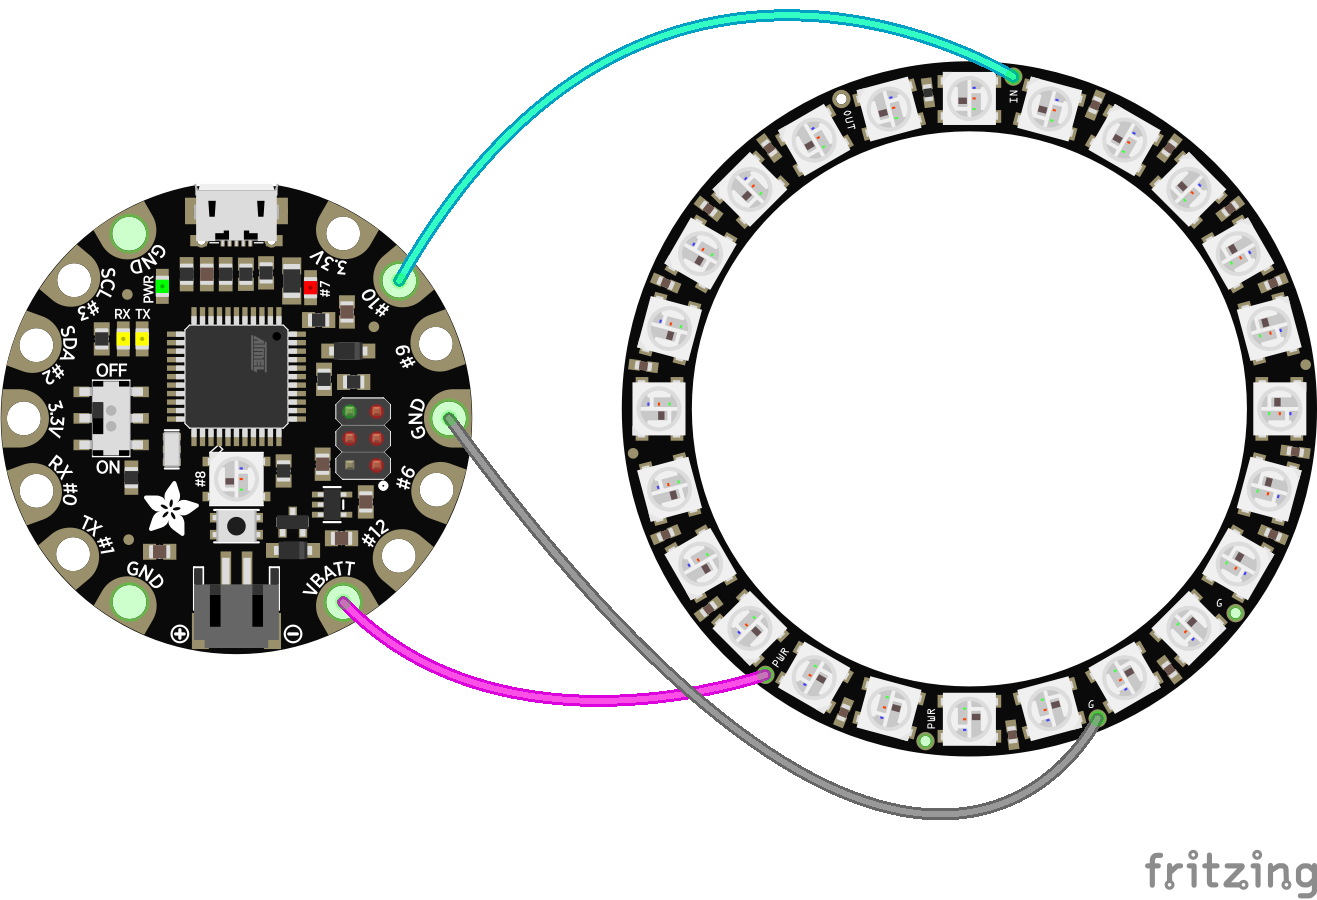 GND
3.3V
SCL
#3
#10
PWR
#7
RX TX
SDA
#2
#9
OFF
3.3V
ATMEL
GND
ON
RX #0
#8
#6
TX #1
#12
GND
VBATT
+
-
IN
OUT
G
PWR
G
PWR
fritzing